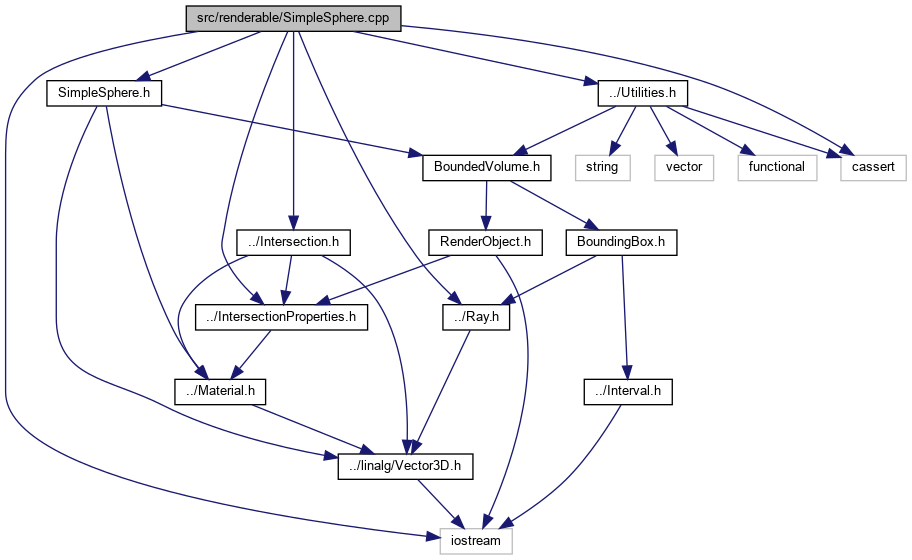 src/renderable/SimpleSphere.cpp
SimpleSphere.h
../Utilities.h
BoundedVolume.h
string
vector
functional
cassert
../Intersection.h
RenderObject.h
BoundingBox.h
../IntersectionProperties.h
../Ray.h
../Material.h
../Interval.h
../linalg/Vector3D.h
iostream